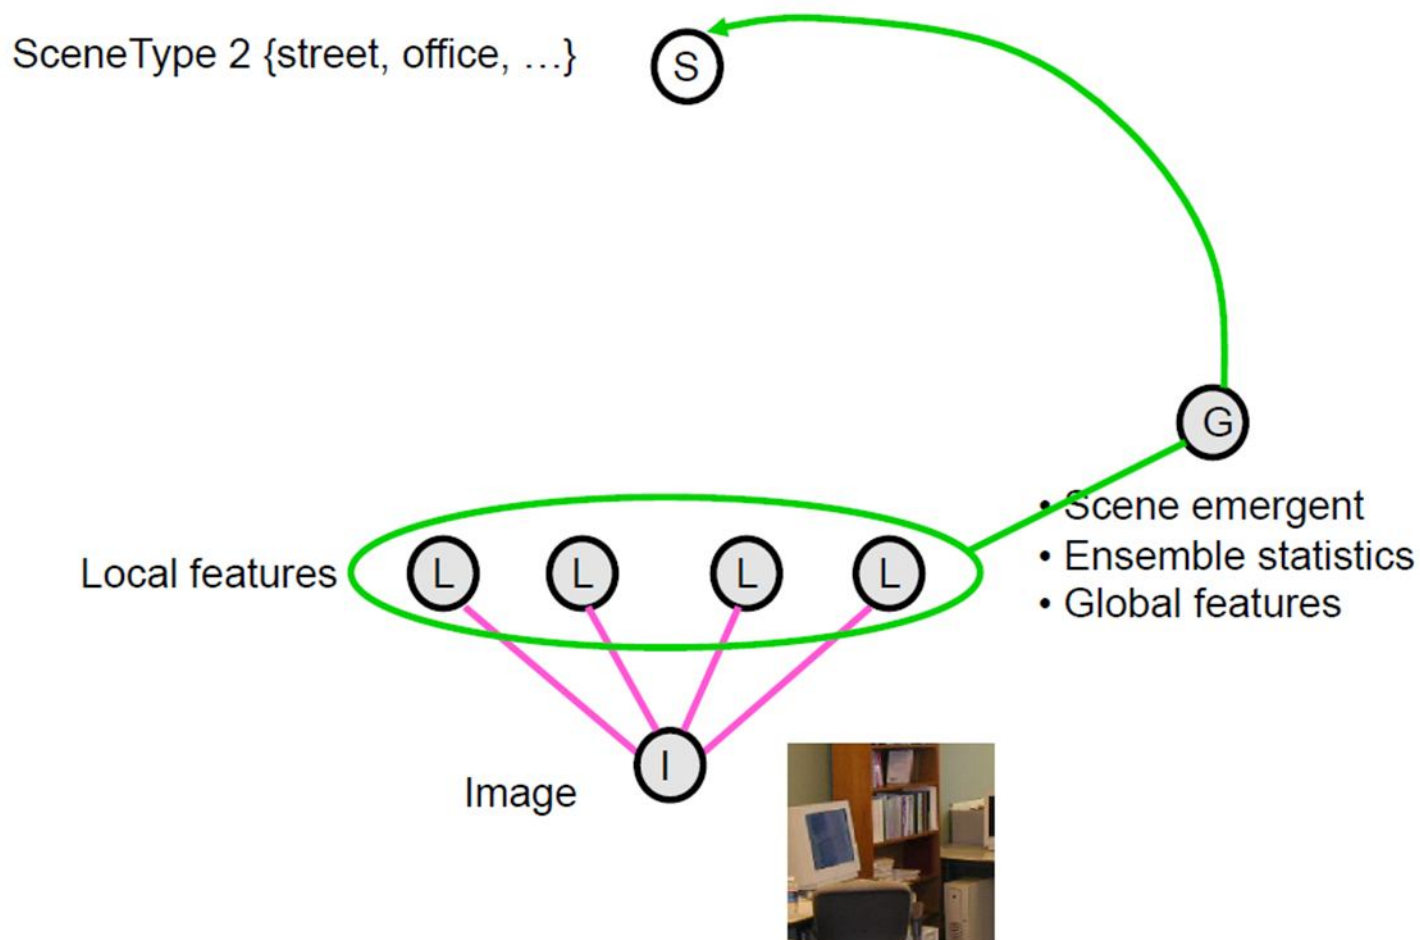 SceneType 2 {street, office, …}
S
G
• Scene emergent
• Ensemble statistics
• Global features
Local features
L L L L
I
Image